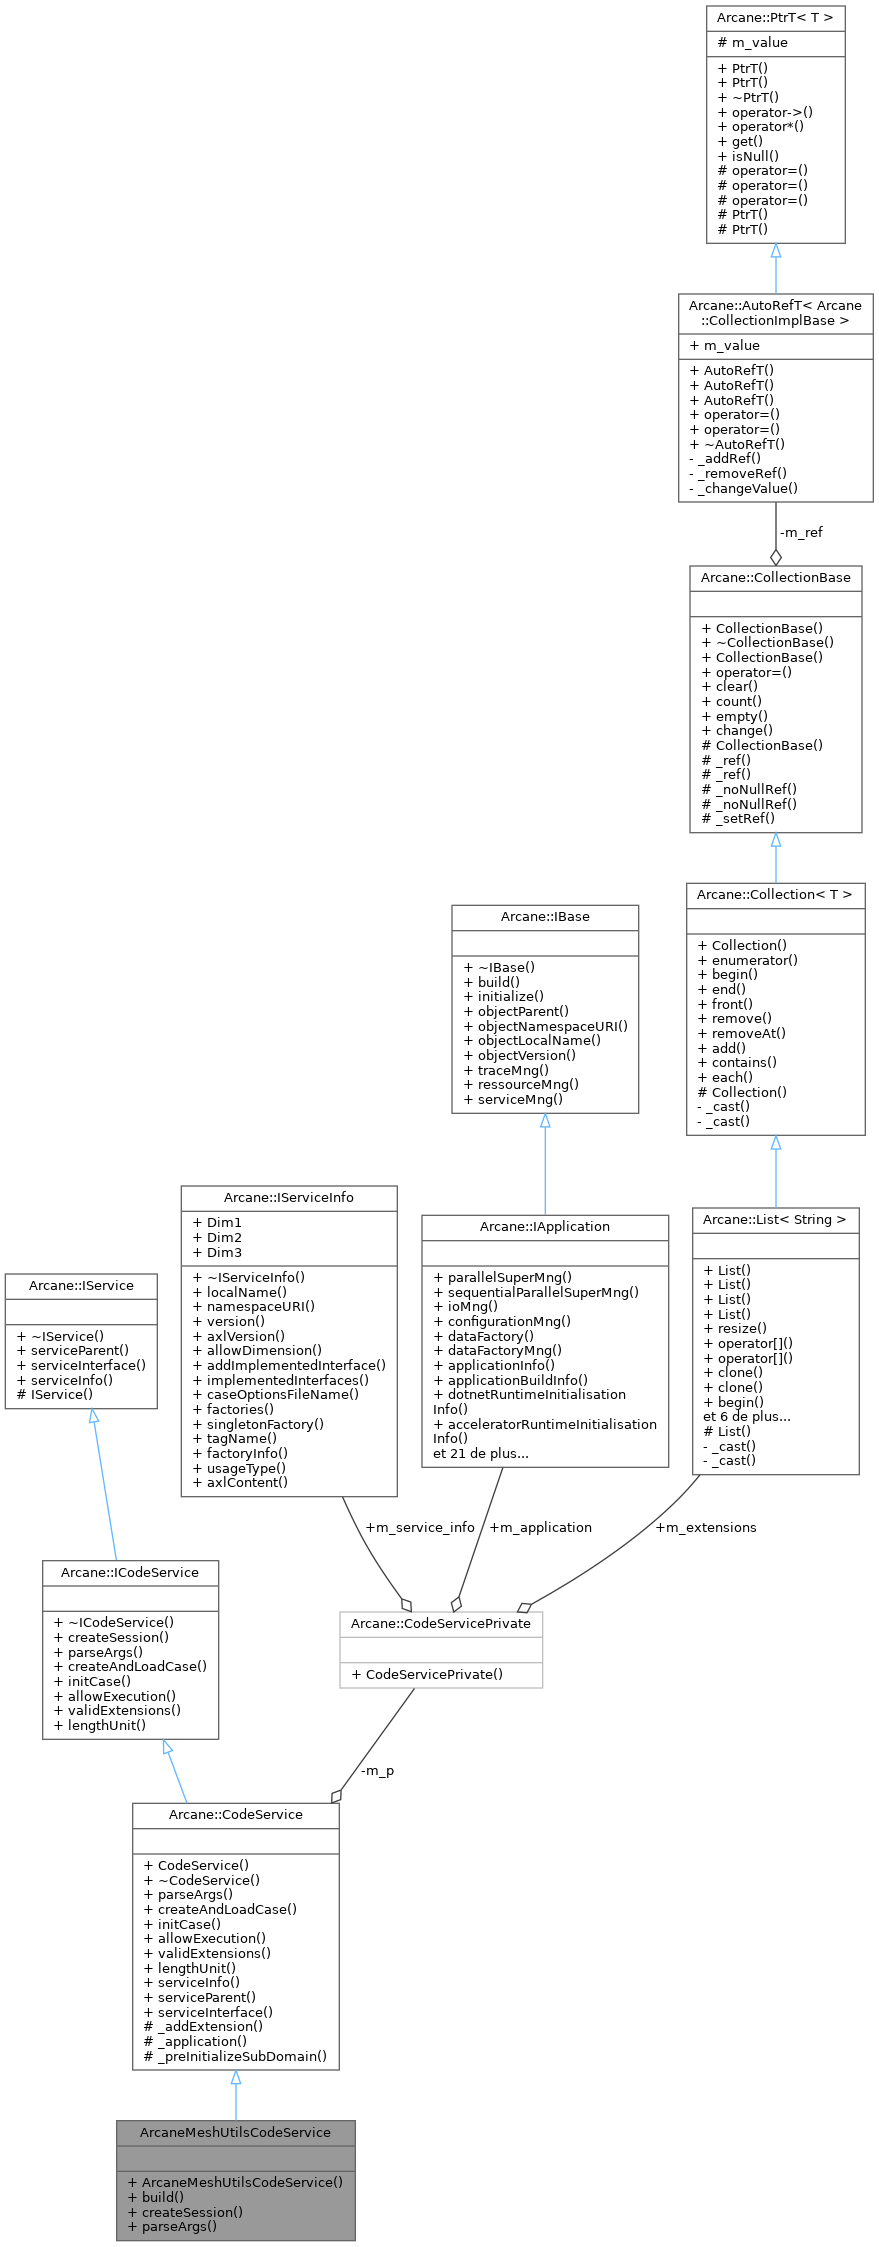 Arcane::PtrT< T >
# m_value
+ PtrT()
+ PtrT()
+ ~PtrT()
+ operator->()
+ operator*()
+ get()
+ isNull()
# operator=()
# operator=()
# operator=()
# PtrT()
# PtrT()
Arcane::AutoRefT< Arcane
::CollectionImplBase >
+ m_value
+ AutoRefT()
+ AutoRefT()
+ AutoRefT()
+ operator=()
+ operator=()
+ ~AutoRefT()
- _addRef()
- _removeRef()
- _changeValue()
-m_ref
Arcane::CollectionBase
+ CollectionBase()
+ ~CollectionBase()
+ CollectionBase()
+ operator=()
+ clear()
+ count()
+ empty()
+ change()
# CollectionBase()
# _ref()
# _ref()
# _noNullRef()
# _noNullRef()
# _setRef()
Arcane::Collection< T >
+ Collection()
+ enumerator()
+ begin()
+ end()
+ front()
+ remove()
+ removeAt()
+ add()
+ contains()
+ each()
# Collection()
- _cast()
- _cast()
Arcane::IBase
+ ~IBase()
+ build()
+ initialize()
+ objectParent()
+ objectNamespaceURI()
+ objectLocalName()
+ objectVersion()
+ traceMng()
+ ressourceMng()
+ serviceMng()
Arcane::IServiceInfo
+ Dim1
+ Dim2
+ Dim3
+ ~IServiceInfo()
+ localName()
+ namespaceURI()
+ version()
+ axlVersion()
+ allowDimension()
+ addImplementedInterface()
+ implementedInterfaces()
+ caseOptionsFileName()
+ factories()
+ singletonFactory()
+ tagName()
+ factoryInfo()
+ usageType()
+ axlContent()
Arcane::IApplication
+ parallelSuperMng()
+ sequentialParallelSuperMng()
+ ioMng()
+ configurationMng()
+ dataFactory()
+ dataFactoryMng()
+ applicationInfo()
+ applicationBuildInfo()
+ dotnetRuntimeInitialisation
Info()
+ acceleratorRuntimeInitialisation
Info()
et 21 de plus...
Arcane::List< String >
+ List()
+ List()
+ List()
+ List()
+ resize()
+ operator[]()
+ operator[]()
+ clone()
+ clone()
+ begin()
et 6 de plus...
# List()
- _cast()
- _cast()
Arcane::IService
+ ~IService()
+ serviceParent()
+ serviceInterface()
+ serviceInfo()
# IService()
+m_service_info
+m_application
+m_extensions
Arcane::ICodeService
+ ~ICodeService()
+ createSession()
+ parseArgs()
+ createAndLoadCase()
+ initCase()
+ allowExecution()
+ validExtensions()
+ lengthUnit()
Arcane::CodeServicePrivate
+ CodeServicePrivate()
-m_p
Arcane::CodeService
+ CodeService()
+ ~CodeService()
+ parseArgs()
+ createAndLoadCase()
+ initCase()
+ allowExecution()
+ validExtensions()
+ lengthUnit()
+ serviceInfo()
+ serviceParent()
+ serviceInterface()
# _addExtension()
# _application()
# _preInitializeSubDomain()
ArcaneMeshUtilsCodeService
+ ArcaneMeshUtilsCodeService()
+ build()
+ createSession()
+ parseArgs()